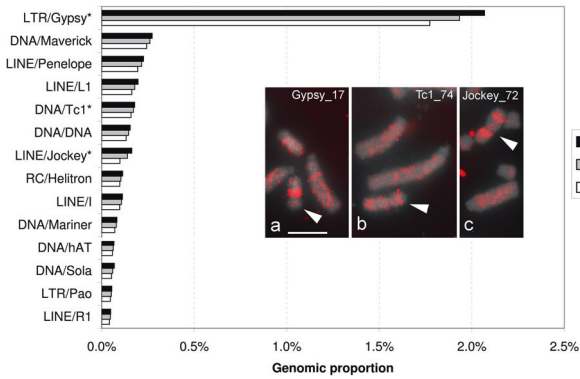 LTR/Gypsy*
DNA/Maverick
LINE/Penelope
LINE/L1
DNA/Tc1*
DNA/DNA
LINE/Jockey*
RC/Helitron
LINE/I
DNA/Mariner
DNA/hAT
DNA/Sola
LTR/Pao
LINE/R1
Gypsy_17 Tc1_74 Jockey_72
a b c
0.0% 0.5% 1.0% 1.5% 2.0% 2.5%
Genomic proportion